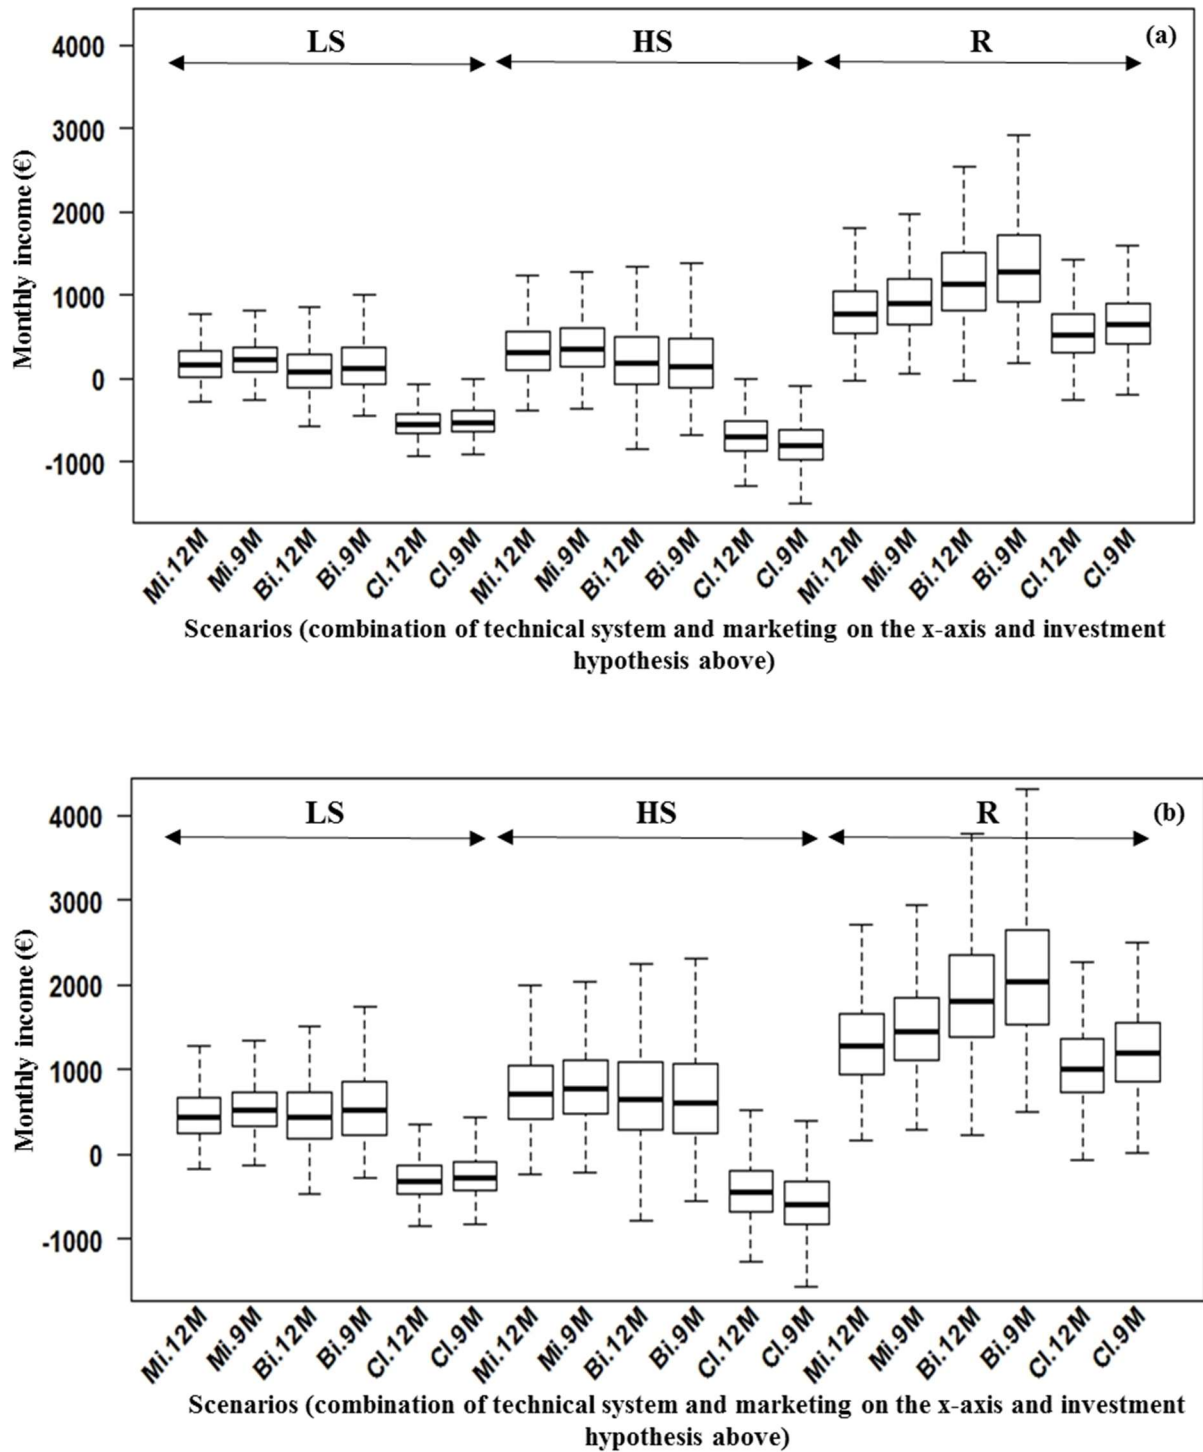 LS HS R (a)
4000
3000
2000
1000
0
-1000
Monthly income (€)
Mi.12M Mi.9M Bi.12M Bi.9M Cl.12M Cl.9M Mi.12M Mi.9M Bi.12M Bi.9M Cl.12M Cl.9M Mi.12M Mi.9M Bi.12M Bi.9M Cl.12M Cl.9M
Scenarios (combination of technical system and marketing on the x-axis and investment
hypothesis above)
LS HS R (b)
4000
3000
2000
1000
0
-1000
Monthly income (€)
Mi.12M Mi.9M Bi.12M Bi.9M Cl.12M Cl.9M Mi.12M Mi.9M Bi.12M Bi.9M Cl.12M Cl.9M Mi.12M Mi.9M Bi.12M Bi.9M Cl.12M Cl.9M
Scenarios (combination of technical system and marketing on the x-axis and investment
hypothesis above)